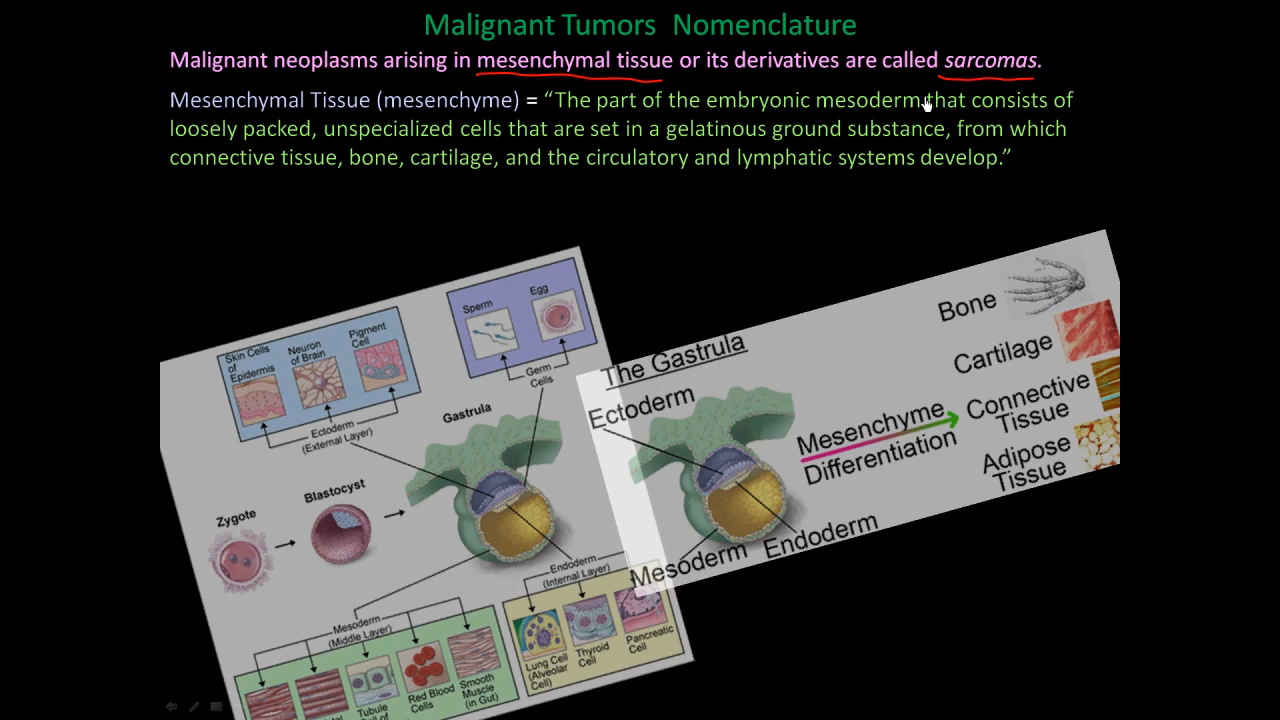 Malignant Tumors Nomenclature
Malignant neoplasms arising in mesenchymal tissue or its derivatives are called sarcomas.
Mesenchymal Tissue (mesenchyme) = “The part of the embryonic mesoderm that consists of
loosely packed, unspecialized cells that are set in a gelatinous ground substance, from which
connective tissue, bone, cartilage, and the circulatory and lymphatic systems develop.”
Skin Cells
of
Epidermis
Neuron
of Brain
Pigment
Cell
Sperm
Egg
Germ
Cells
Ectoderm
(External Layer)
Gastrula
Blastocyst
Zygote
Endoderm
(Internal Layer)
Mesoderm
(Middle Layer)
Lung Cell
(Alveolar
Cell)
Thyroid
Cell
Pancreatic
Cell
Tubule
Red Blood
Cells
Smooth
Muscle
(in Gut)
The Gastrula
Ectoderm
Mesoderm
Endoderm
Mesenchyme
Differentiation
Bone
Cartilage
Connective
Tissue
Adipose
Tissue